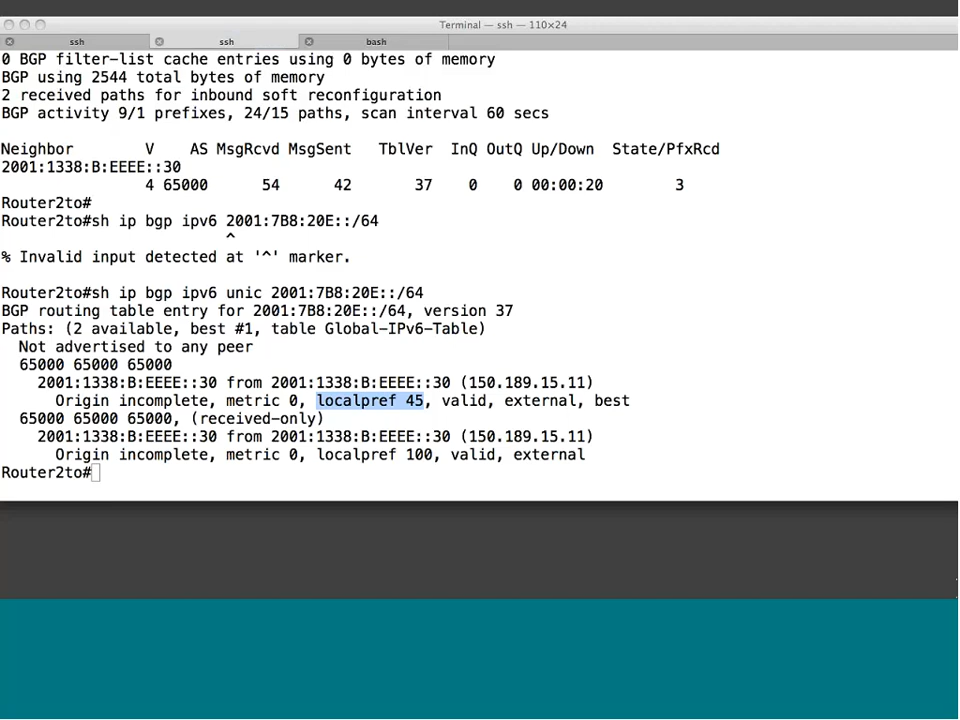 Terminal — ssh — 110×24
ssh ssh bash
0 BGP filter-list cache entries using 0 bytes of memory
BGP using 2544 total bytes of memory
2 received paths for inbound soft reconfiguration
BGP activity 9/1 prefixes, 24/15 paths, scan interval 60 secs
Neighbor V AS MsgRcvd MsgSent TblVer InQ OutQ Up/Down State/PfxRcd
2001:1338:B:EEEE::30
4 65000 54 42 37 0 0 00:00:20 3
Router2to#
Router2to#sh ip bgp ipv6 2001:7B8:20E::/64
^
% Invalid input detected at '^' marker.
Router2to#sh ip bgp ipv6 unic 2001:7B8:20E::/64
BGP routing table entry for 2001:7B8:20E::/64, version 37
Paths: (2 available, best #1, table Global-IPv6-Table)
Not advertised to any peer
65000 65000 65000
2001:1338:B:EEEE::30 from 2001:1338:B:EEEE::30 (150.189.15.11)
Origin incomplete, metric 0, localpref 45, valid, external, best
65000 65000 65000, (received-only)
2001:1338:B:EEEE::30 from 2001:1338:B:EEEE::30 (150.189.15.11)
Origin incomplete, metric 0, localpref 100, valid, external
Router2to#